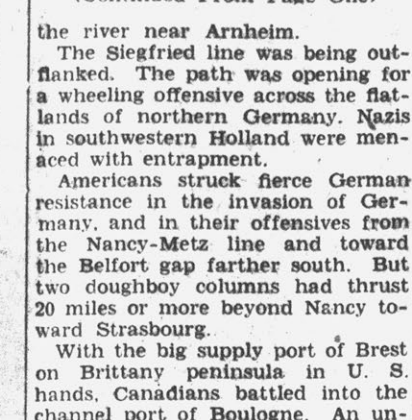 (Continued From Page One)
the river near Arnheim.
The Siegfried line was being out-
flanked. The path was opening for
a wheeling offensive across the flat-
lands of northern Germany. Nazis
in southwestern Holland were men-
aced with entrapment.
Americans struck fierce German
resistance in the invasion of Ger-
many, and in their offensives from
the Nancy-Metz line and toward
the Belfort gap farther south. But
two doughboy columns had thrust
20 miles or more beyond Nancy to-
ward Strasbourg.
With the big supply port of Brest
on Brittany peninsula in U. S.
hands, Canadians battled into the
channel port of Boulogne. An un-